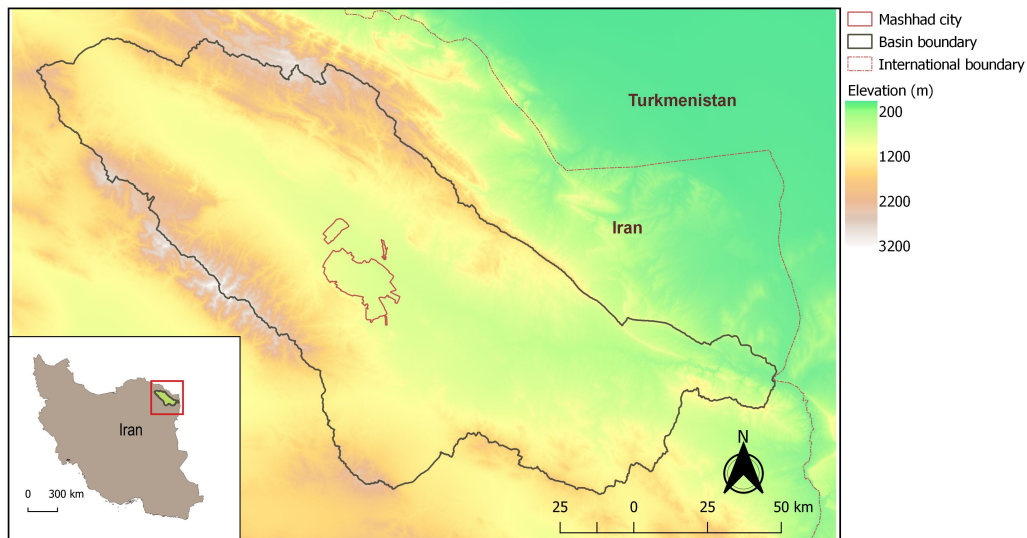 Mashhad city
Basin boundary
International boundary
Elevation (m)
200
1200
2200
3200
Turkmenistan
Iran
N
25 0 25 50 km
Iran
0 300 km